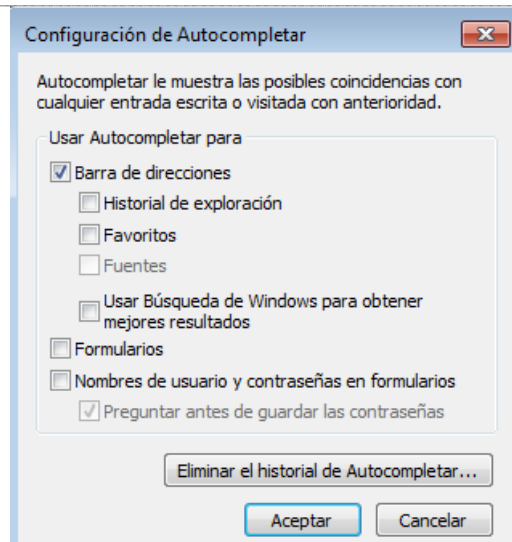 Configuración de Autocompletar
Autocompletar le muestra las posibles coincidencias con
cualquier entrada escrita o visitada con anterioridad.
Usar Autocompletar para
Barra de direcciones
Historial de exploración
Favoritos
Fuentes
Usar Búsqueda de Windows para obtener
mejores resultados
Formularios
Nombres de usuario y contraseñas en formularios
Preguntar antes de guardar las contraseñas
Eliminar el historial de Autocompletar...
Aceptar
Cancelar